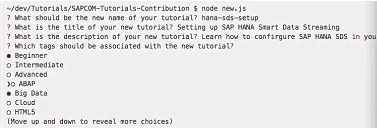 ~/dev/Tutorials/SAPCOM-Tutorials-Contribution $ node new.js
? What should be the new name of your tutorial? hana-sds-setup
? What is the title of your new tutorial? Setting up SAP HANA Smart Data Streaming
? What is the description of your new tutorial? Learn how to confirgure SAP HANA SDS in you
? Which tags should be associated with the new tutorial?
◉ Beginner
○ Intermediate
○ Advanced
❯○ ABAP
◉ Big Data
○ Cloud
○ HTML5
(Move up and down to reveal more choices)